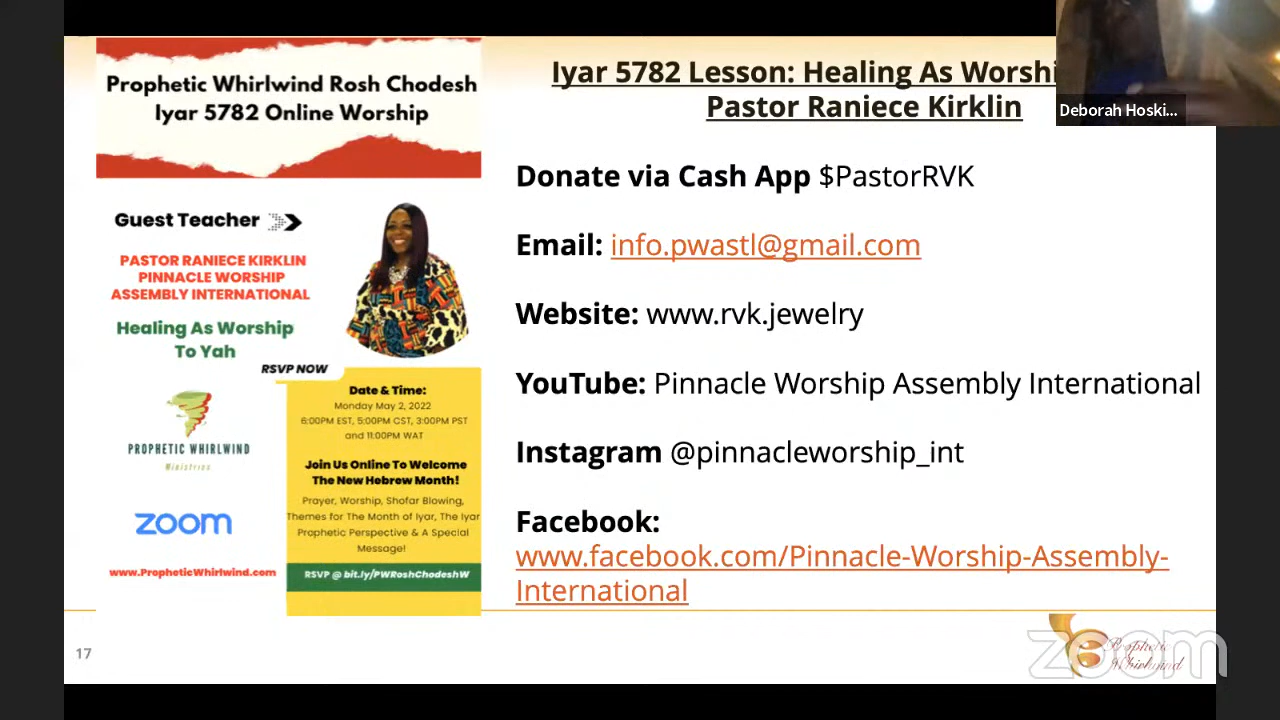 Prophetic Whirlwind Rosh Chodesh
Iyar 5782 Online Worship
Guest Teacher
PASTOR RANIECE KIRKLIN
PINNACLE WORSHIP
ASSEMBLY INTERNATIONAL
Healing As Worship
To Yah
RSVP NOW
PROPHETIC WHIRLWIND
Ministries
zoom
www.PropheticWhirlwind.com
Date & Time:
Monday May 2, 2022
6:00PM EST, 5:00PM CST, 3:00PM PST
and 11:00PM WAT
Join Us Online To Welcome
The New Hebrew Month!
Prayer, Worship, Shofar Blowing,
Themes for The Month of Iyar, The Iyar
Prophetic Perspective & A Special
Message!
RSVP @ bit.ly/PWRoshChodeshW
Iyar 5782 Lesson: Healing As Worshi
Pastor Raniece Kirklin
Donate via Cash App $PastorRVK
Email: info.pwastl@gmail.com
Website: www.rvk.jewelry
YouTube: Pinnacle Worship Assembly International
Instagram @pinnacleworship_int
Facebook:
www.facebook.com/Pinnacle-Worship-Assembly-
International
Deborah Hoski...
17
Prophetic
Whirlwind
zoom